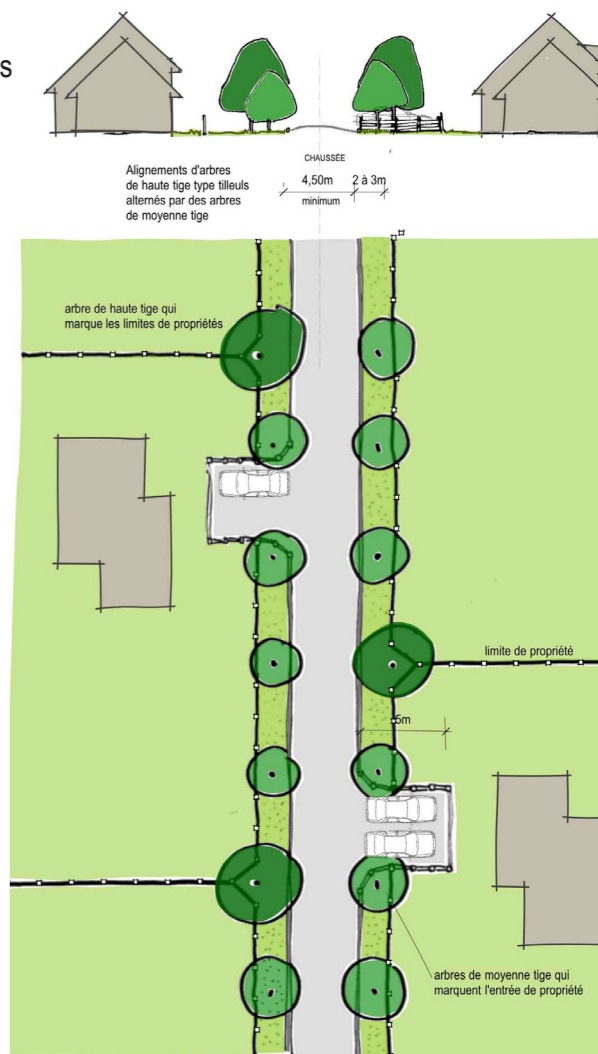 S
CHAUSSÉE
Alignements d'arbres
de haute tige type tilleuls
alternés par des arbres
de moyenne tige
4,50m
2 à 3m
minimum
arbre de haute tige qui
marque les limites de propriétés
limite de propriété
5m
arbres de moyenne tige qui
marquent l'entrée de propriété